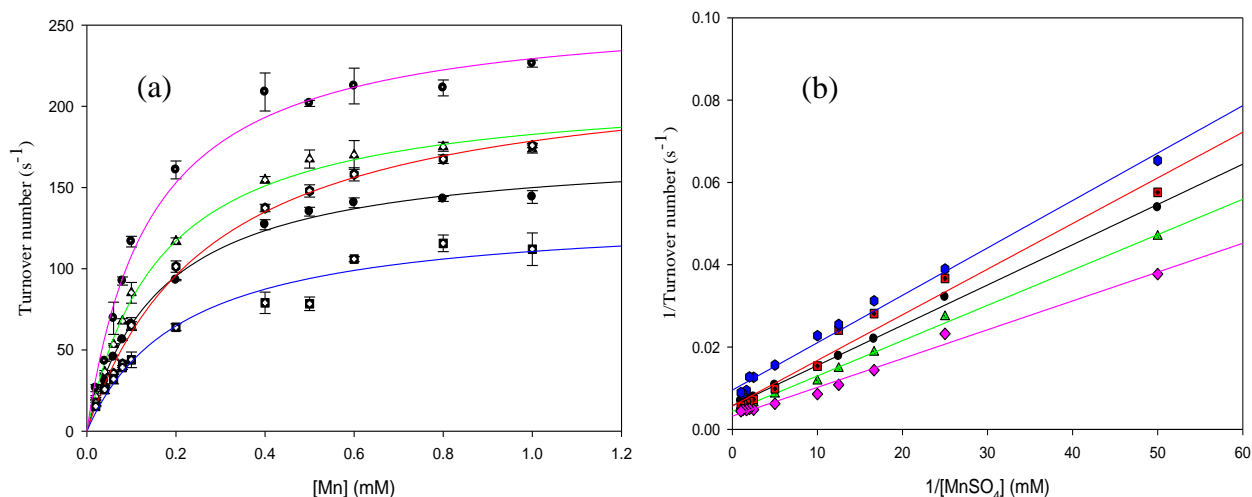 (a)
Turnover number (s⁻¹)
250
200
150
100
50
0
0.0 0.2 0.4 0.6 0.8 1.0 1.2
[Mn] (mM)
(b)
1/Turnover number (s⁻¹)
0.10
0.08
0.06
0.04
0.02
0.00
0 10 20 30 40 50 60
1/[MnSO₄] (mM)